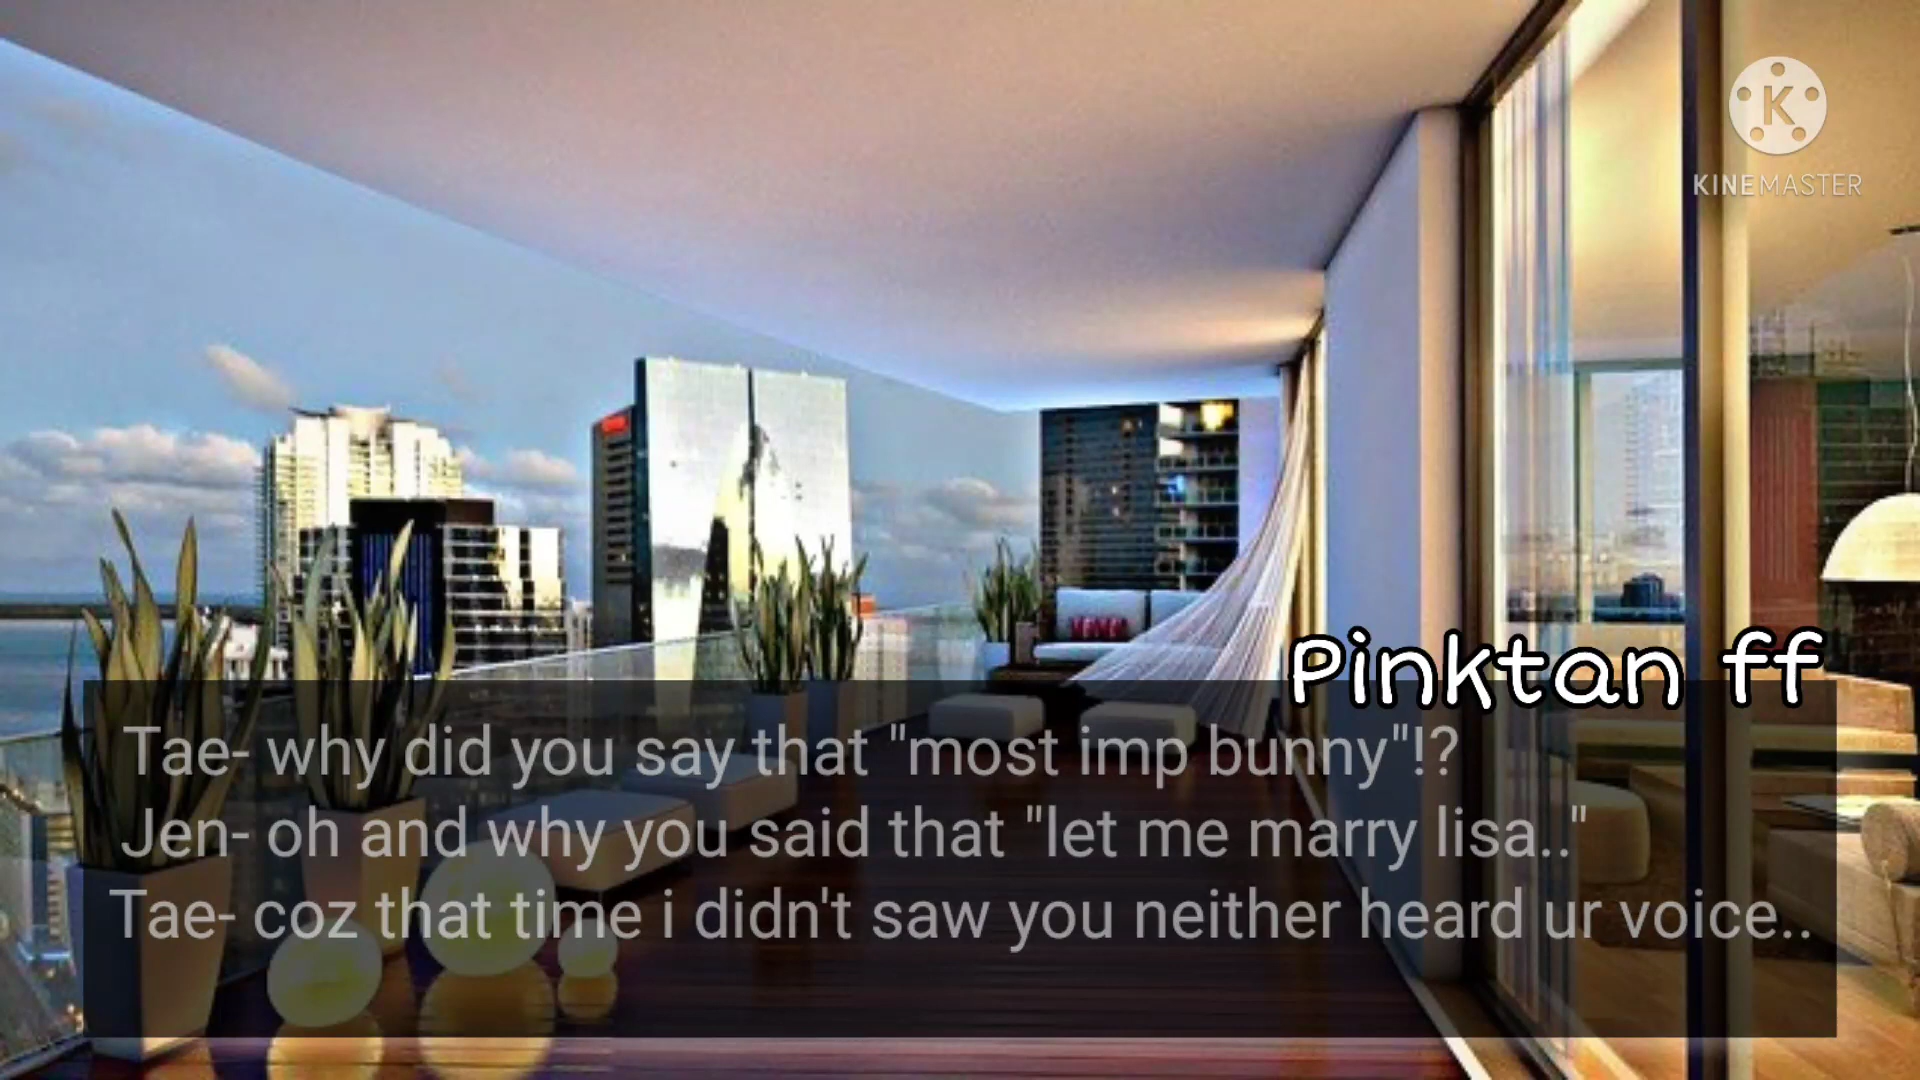 KINEMASTER
Pinktan ff
Tae- why did you say that "most imp bunny"!?
Jen- oh and why you said that "let me marry lisa.."
Tae- coz that time i didn't saw you neither heard ur voice..